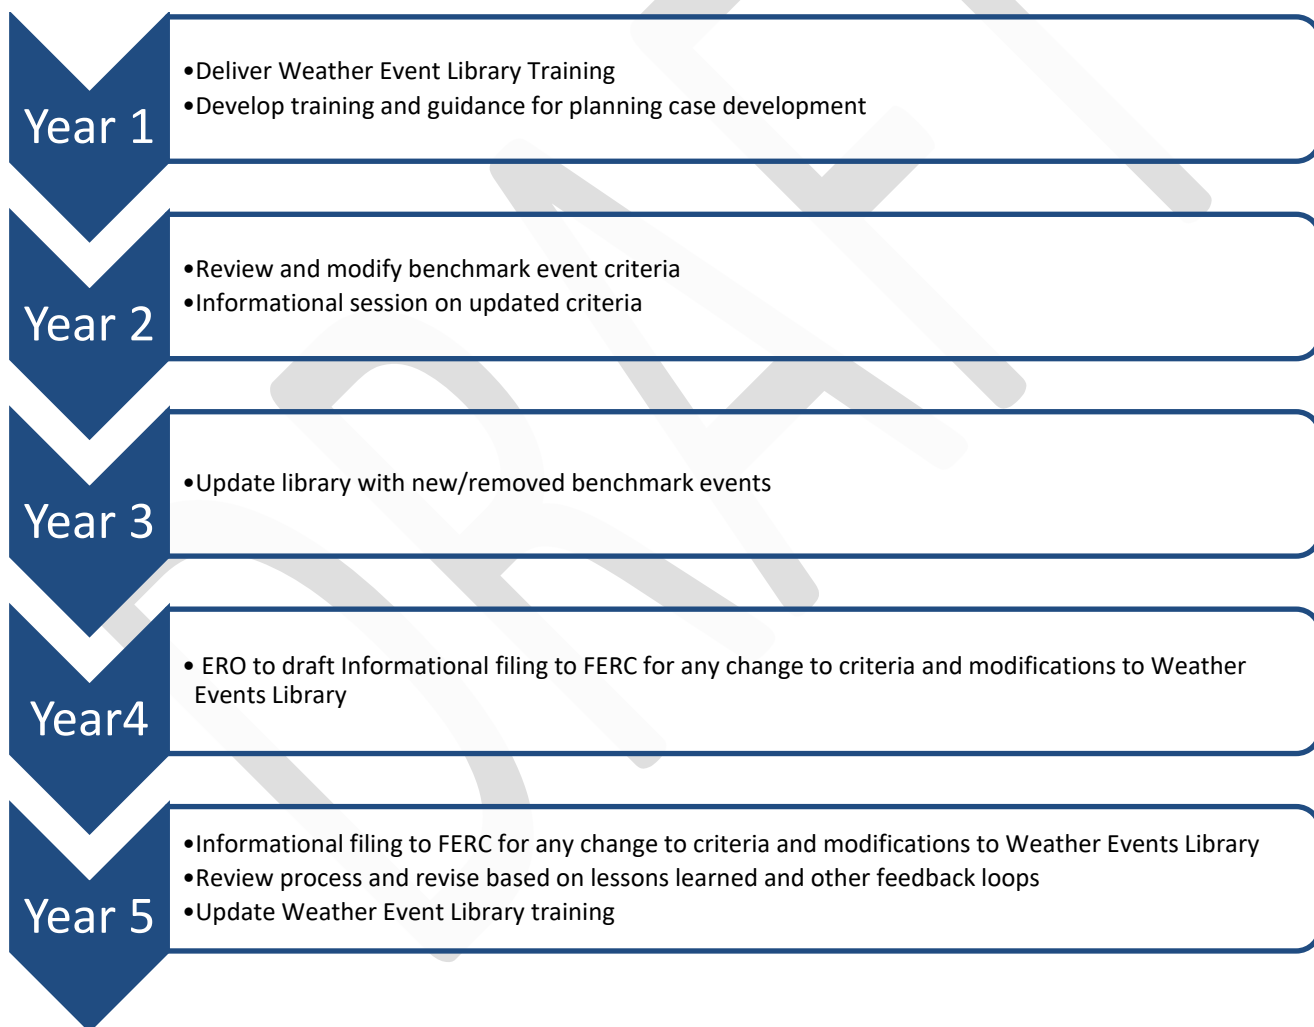 Year 1
•Deliver Weather Event Library Training
•Develop training and guidance for planning case development
Year 2
•Review and modify benchmark event criteria
•Informational session on updated criteria
Year 3
•Update library with new/removed benchmark events
Year4
• ERO to draft Informational filing to FERC for any change to criteria and modifications to Weather
Events Library
Year 5
•Informational filing to FERC for any change to criteria and modifications to Weather Events Library
•Review process and revise based on lessons learned and other feedback loops
•Update Weather Event Library training
DRAFT